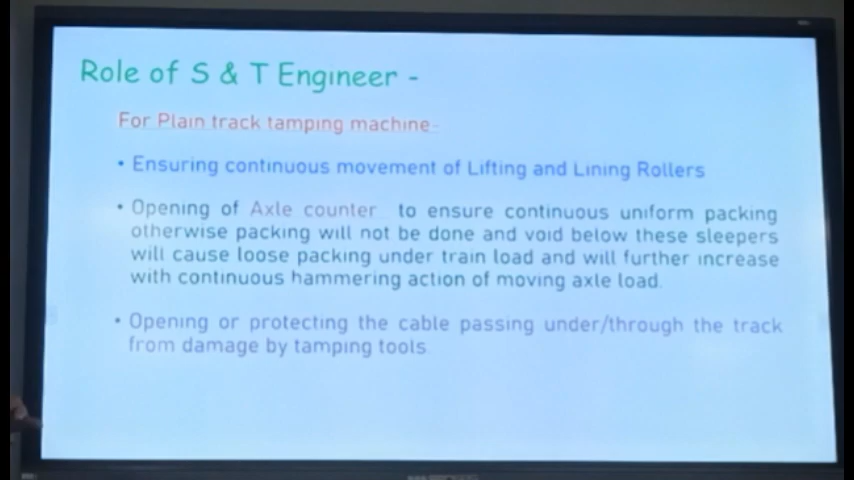 Role of S & T Engineer -
For Plain track tamping machine-
• Ensuring continuous movement of Lifting and Lining Rollers
• Opening of Axle counter to ensure continuous uniform packing
otherwise packing will not be done and void below these sleepers
will cause loose packing under train load and will further increase
with continuous hammering action of moving axle load.
• Opening or protecting the cable passing under/through the track
from damage by tamping tools